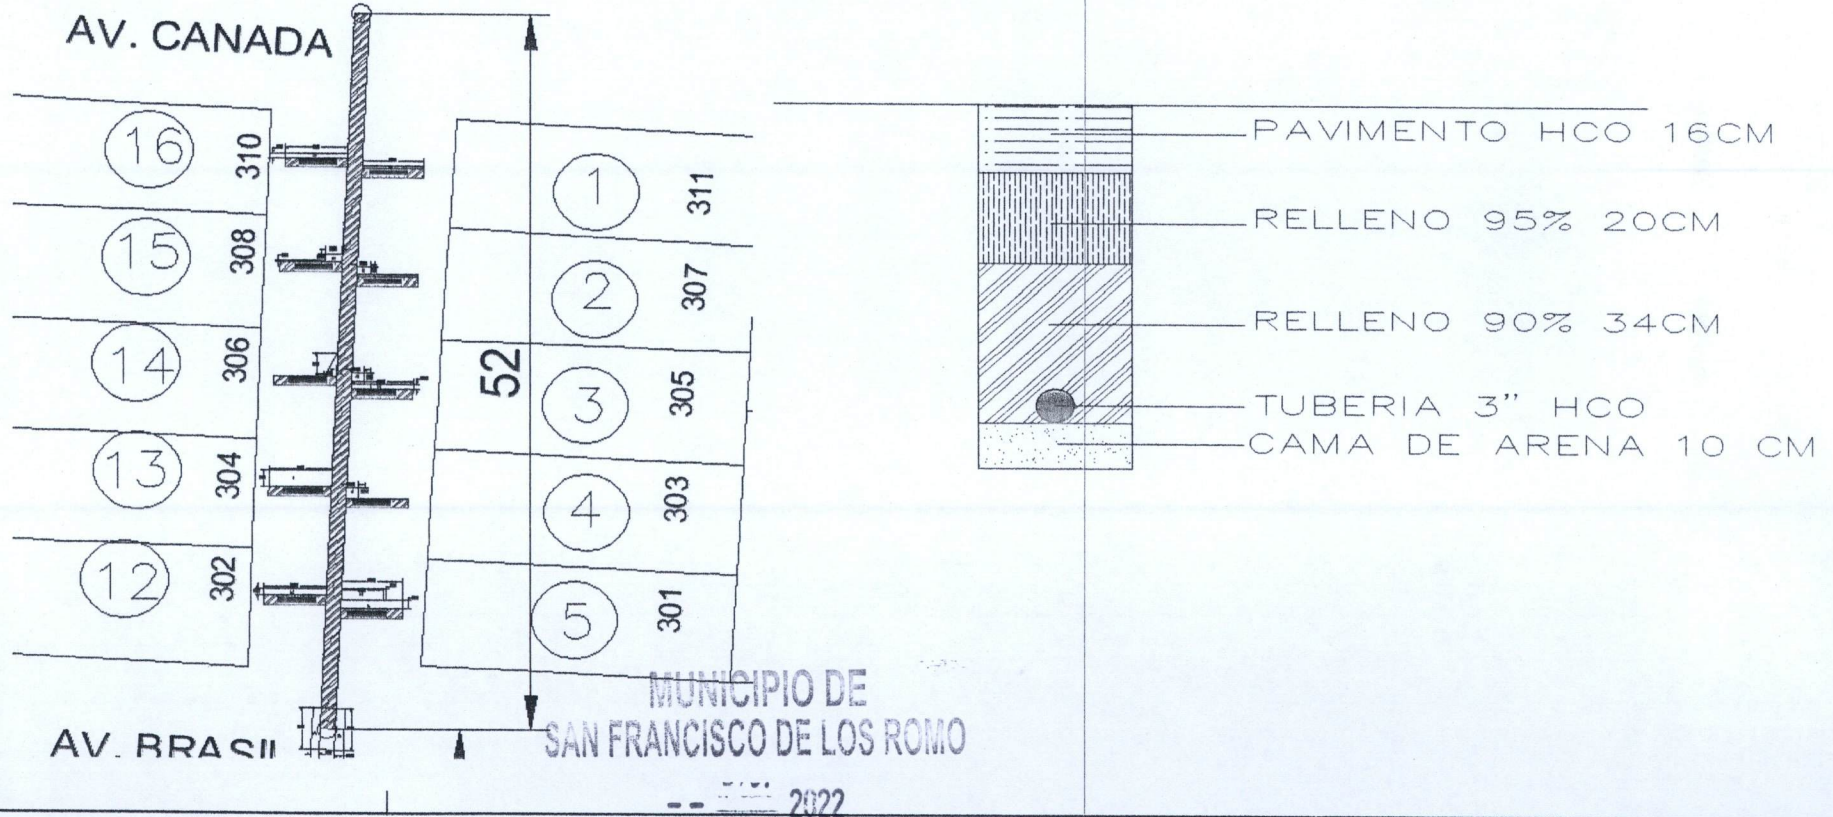 AV. CANADA
16
310
15
308
14
306
13
304
12
302
1
311
2
307
3
305
4
303
5
301
52
AV. BRASIL
MUNICIPIO DE
SAN FRANCISCO DE LOS ROMO
2022
PAVIMENTO HCO 16CM
RELLENO 95% 20CM
RELLENO 90% 34CM
TUBERIA 3" HCO
CAMA DE ARENA 10 CM